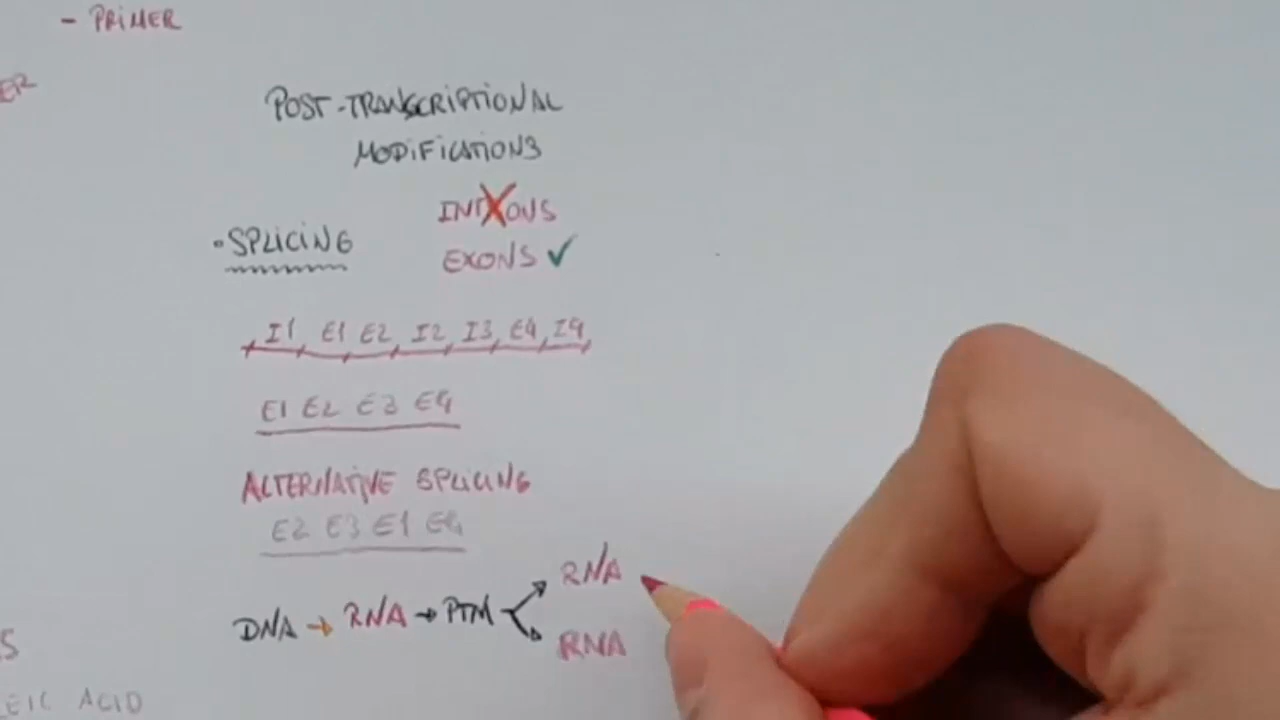 - PRIMER
ER
POST-TRANSCRIPTIONAL
MODIFICATIONS
INTRONS
• SPLICING
EXONS ✓
I1 E1 E2 I2 I3 E4 I4
E1 E2 E3 E4
ALTERNATIVE SPLICING
E2 E3 E1 E4
DNA → RNA → PTM
RNA
RNA
S
LEIC ACID